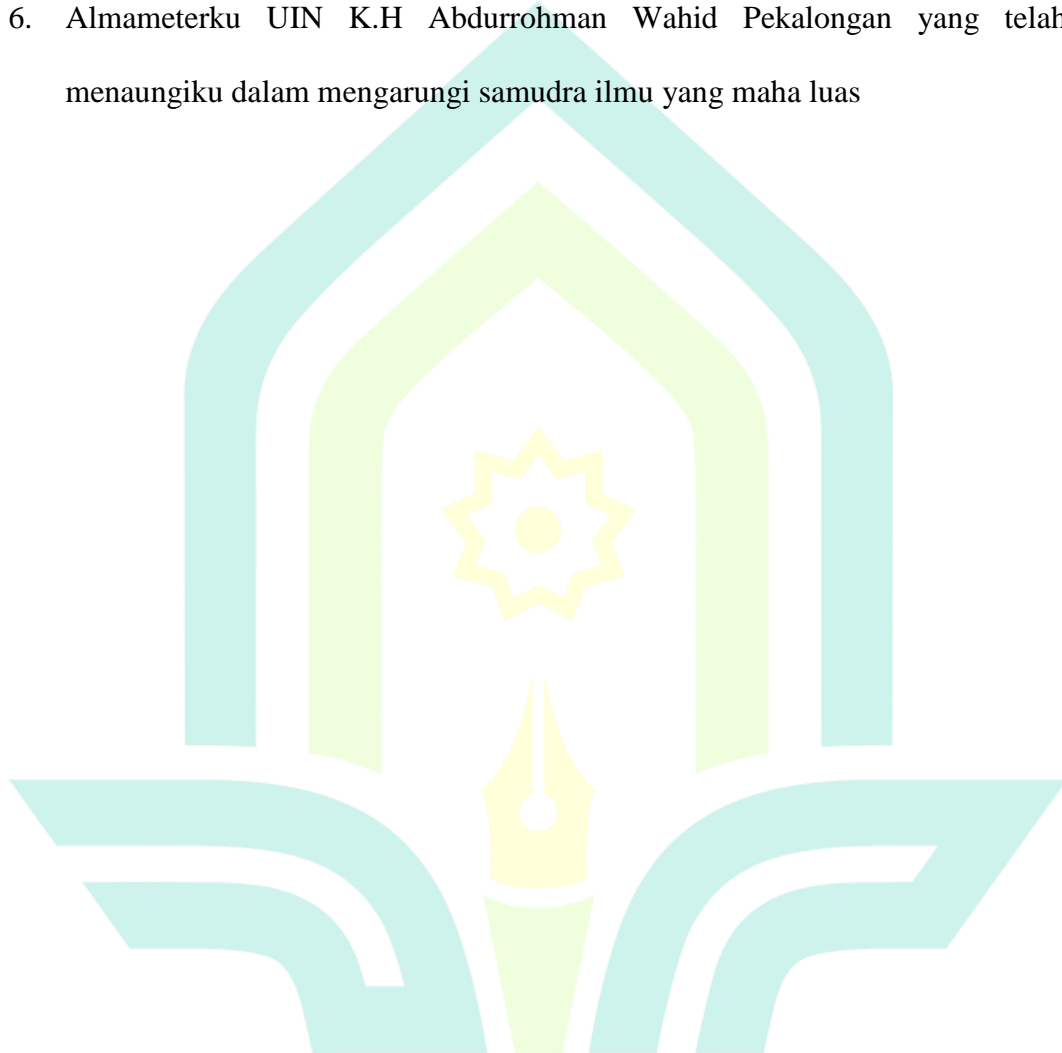 6. Almameterku UIN K.H Abdurrohman Wahid Pekalongan yang telah
menaungiku dalam mengarungi samudra ilmu yang maha luas